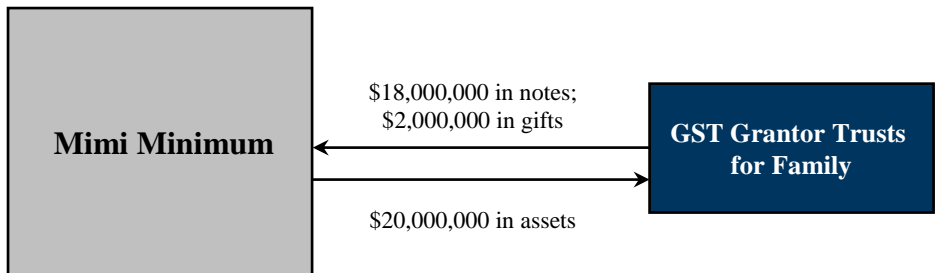 Mimi Minimum
$18,000,000 in notes;
$2,000,000 in gifts
GST Grantor Trusts
for Family
$20,000,000 in assets